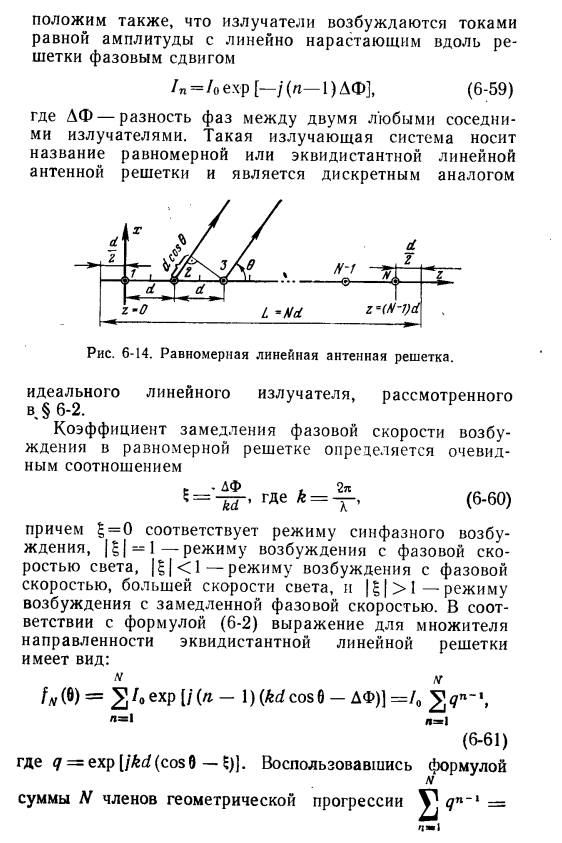 положим также, что излучатели возбуждаются токами
равной амплитуды с линейно нарастающим вдоль ре-
шетки фазовым сдвигом
Iₙ = I₀ exp [—j (n—1) ΔΦ], (6-59)
где ΔΦ — разность фаз между двумя любыми соседни-
ми излучателями. Такая излучающая система носит
название равномерной или эквидистантной линейной
антенной решетки и является дискретным аналогом
x
d/2 d cosθ d/2
1 2 3 θ N-1 N z
d d
z=0 L=Nd z=(N-1)d
Рис. 6-14. Равномерная линейная антенная решетка.
идеального линейного излучателя, рассмотренного
в § 6-2.
Коэффициент замедления фазовой скорости возбу-
ждения в равномерной решетке определяется очевид-
ным соотношением
ξ = ΔΦ/kd, где k = 2π/λ, (6-60)
причем ξ=0 соответствует режиму синфазного возбу-
ждения, |ξ| = 1 — режиму возбуждения с фазовой ско-
ростью света, |ξ| < 1 — режиму возбуждения с фазовой
скоростью, большей скорости света, и |ξ| > 1 — режиму
возбуждения с замедленной фазовой скоростью. В соот-
ветствии с формулой (6-2) выражение для множителя
направленности эквидистантной линейной решетки
имеет вид:
f_N(θ) = ∑_{n=1}^{N} I₀ exp [j (n — 1) (kd cos θ — ΔΦ)] = I₀ ∑_{n=1}^{N} qⁿ⁻¹,
(6-61)
где q = exp [jkd (cos θ — ξ)]. Воспользовавшись формулой
суммы N членов геометрической прогрессии ∑_{n=1}^{N} qⁿ⁻¹ =